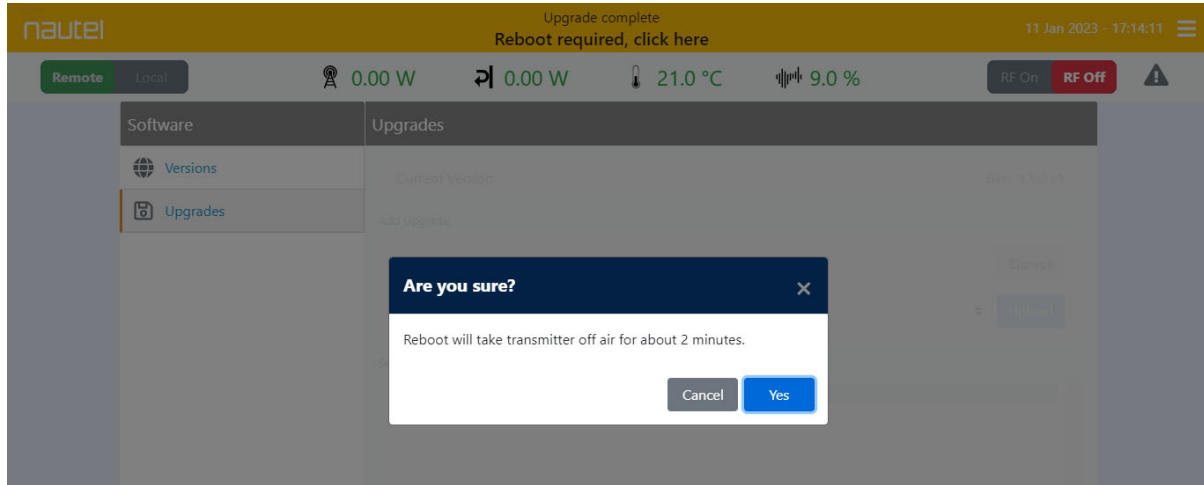 nautel
Upgrade complete
Reboot required, click here
11 Jan 2023 - 17:14:11
Remote Local 0.00 W 0.00 W 21.0 °C 9.0 % RF On RF Off
Software
Upgrades
Versions
Current Version
Upgrades
Add Upgrade
Browse
Upload
Are you sure?
Reboot will take transmitter off air for about 2 minutes.
Cancel Yes